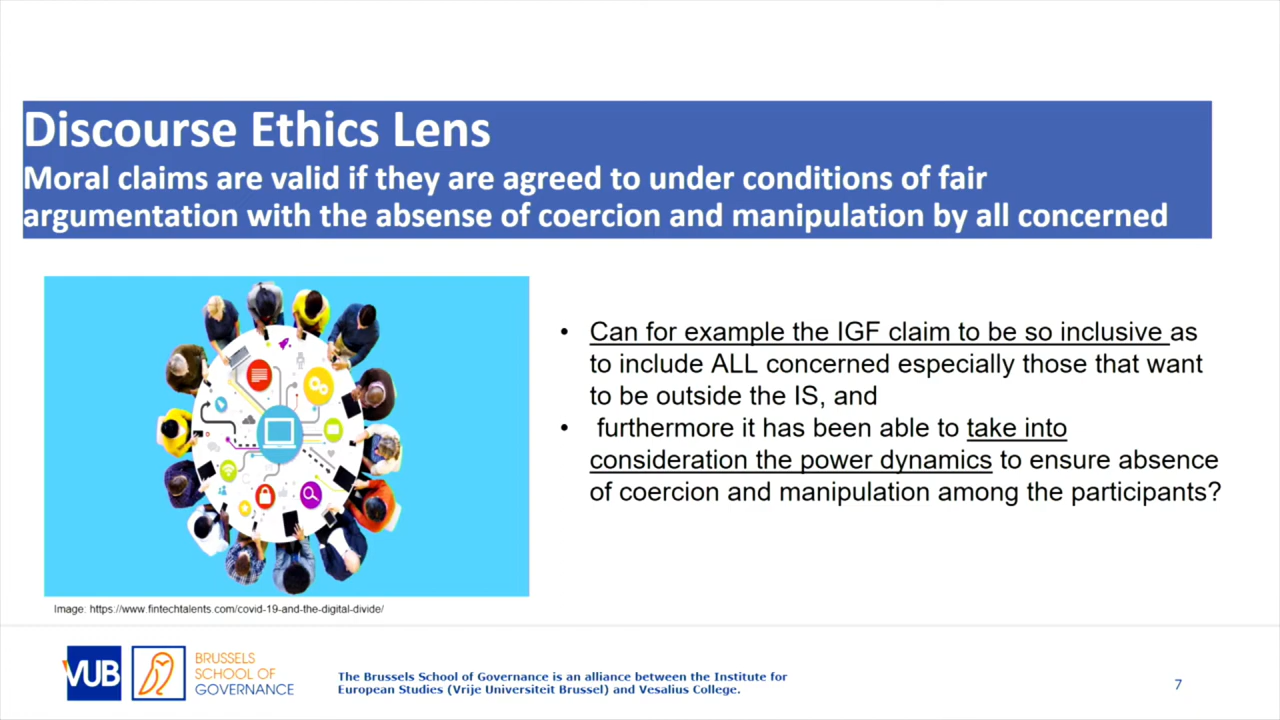 Discourse Ethics Lens
Moral claims are valid if they are agreed to under conditions of fair
argumentation with the absense of coercion and manipulation by all concerned
• Can for example the IGF claim to be so inclusive as
to include ALL concerned especially those that want
to be outside the IS, and
• furthermore it has been able to take into
consideration the power dynamics to ensure absence
of coercion and manipulation among the participants?
Image: https://www.fintechtalents.com/covid-19-and-the-digital-divide/
VUB
BRUSSELS
SCHOOL OF
GOVERNANCE
The Brussels School of Governance is an alliance between the Institute for
European Studies (Vrije Universiteit Brussel) and Vesalius College.
7